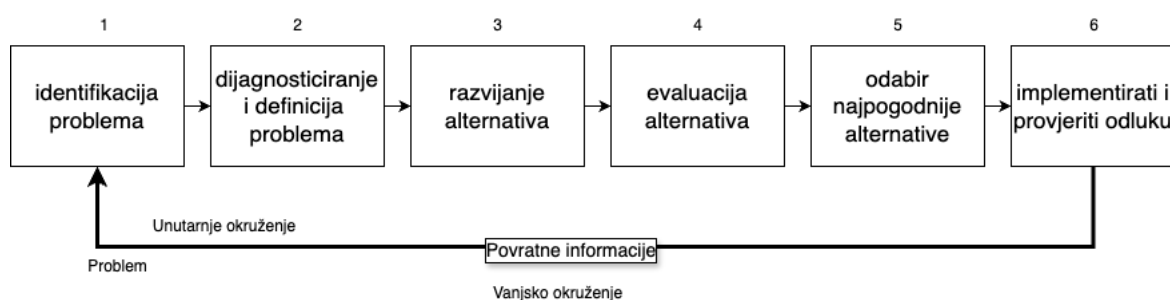 1
2
3
4
5
6
identifikacija
problema
dijagnosticiranje
i definicija
problema
razvijanje
alternativa
evaluacija
alternativa
odabir
najpogodnije
alternative
implementirati i
provjeriti odluku
Unutarnje okruženje
Povratne informacije
Problem
Vanjsko okruženje